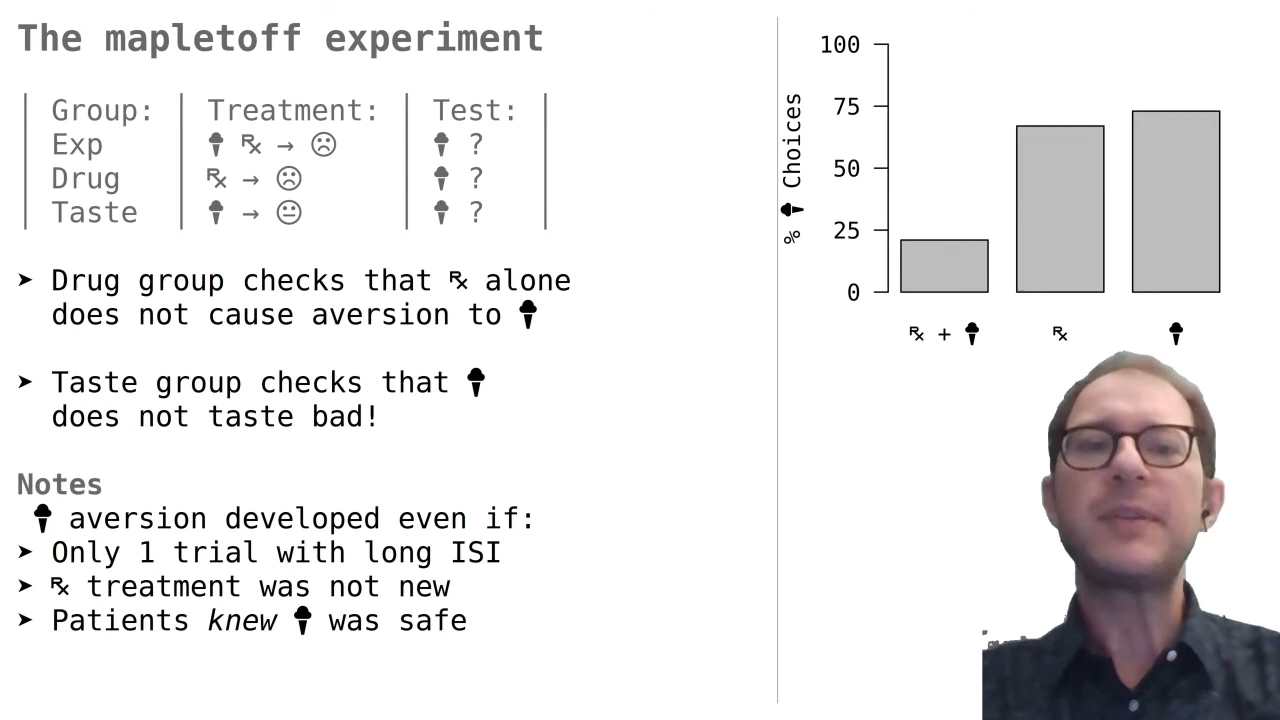 The mapletoff experiment
Group: Treatment: Test:
Exp 🍦 ℞ → ☹ 🍦 ?
Drug ℞ → ☹ 🍦 ?
Taste 🍦 → 😐 🍦 ?
➤ Drug group checks that ℞ alone
does not cause aversion to 🍦
➤ Taste group checks that 🍦
does not taste bad!
Notes
🍦 aversion developed even if:
➤ Only 1 trial with long ISI
➤ ℞ treatment was not new
➤ Patients knew 🍦 was safe
% 🍦 Choices
100
75
50
25
0
℞ + 🍦 ℞ 🍦